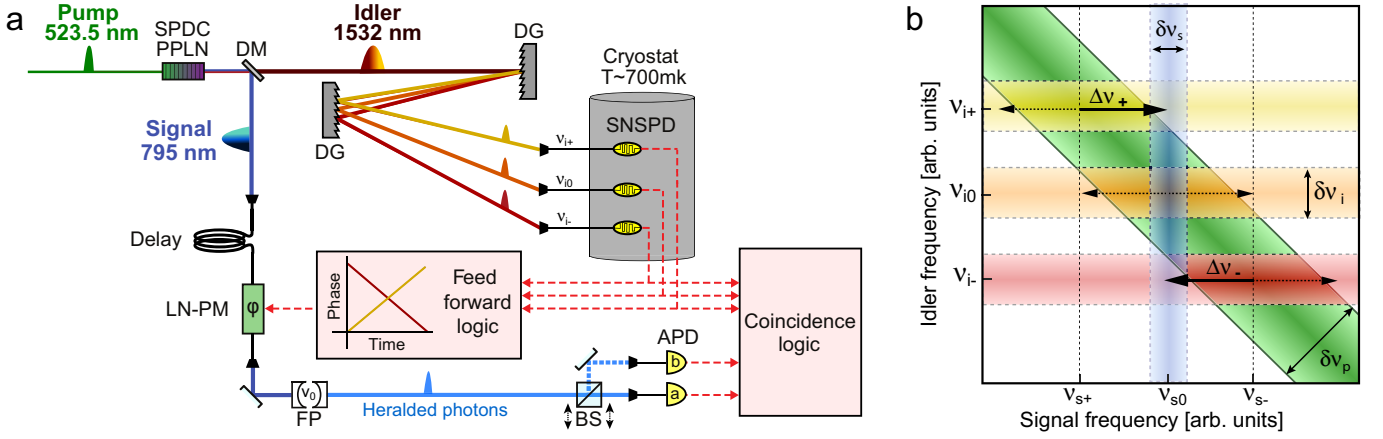 a
Pump
523.5 nm
SPDC
PPLN
DM
Idler
1532 nm
DG
DG
Cryostat
T~700mk
SNSPD
νi+
νi0
νi-
Signal
795 nm
Delay
LN-PM
φ
Phase
Time
Feed
forward
logic
Coincidence
logic
APD
b
a
(ν0)
FP
Heralded photons
BS
b
δνs
Δν+
Δν-
δνi
δνp
νi+
νi0
νi-
Idler frequency [arb. units]
νs+
νs0
νs-
Signal frequency [arb. units]